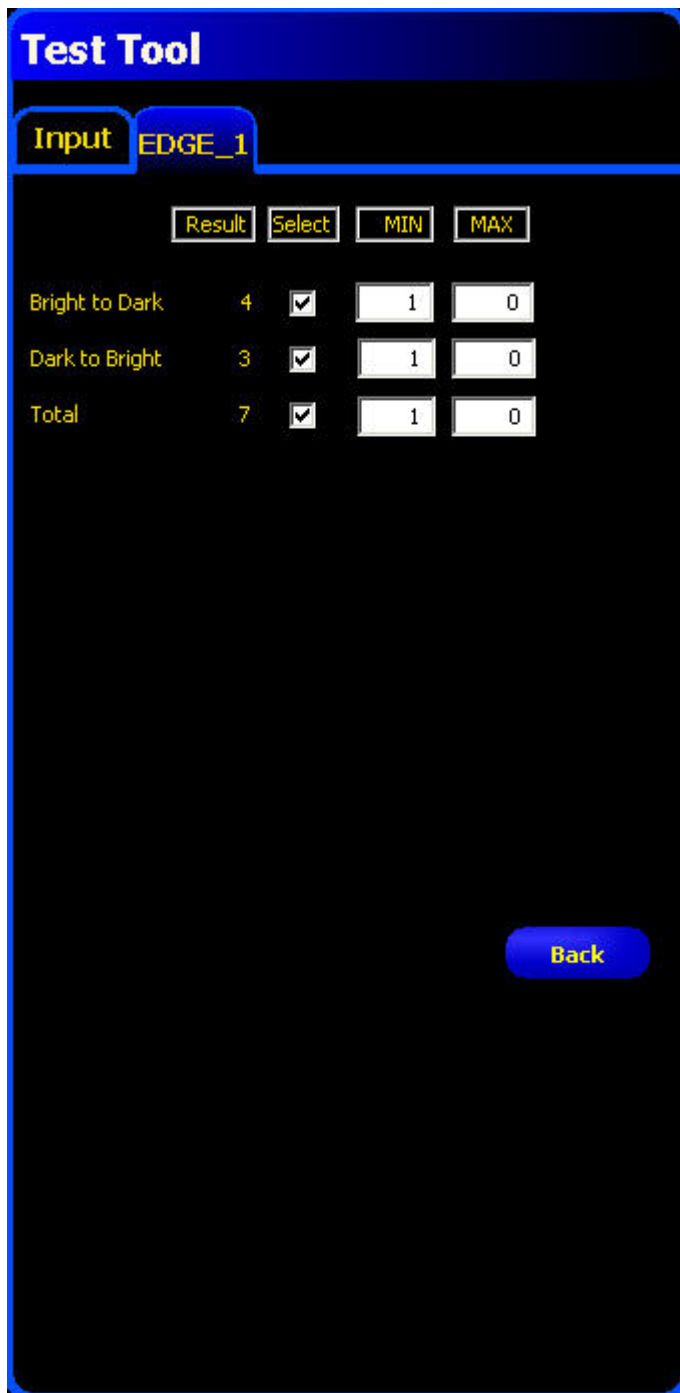 Test Tool
Input EDGE_1
Result Select MIN MAX
Bright to Dark 4 1 0
Dark to Bright 3 1 0
Total 7 1 0
Back